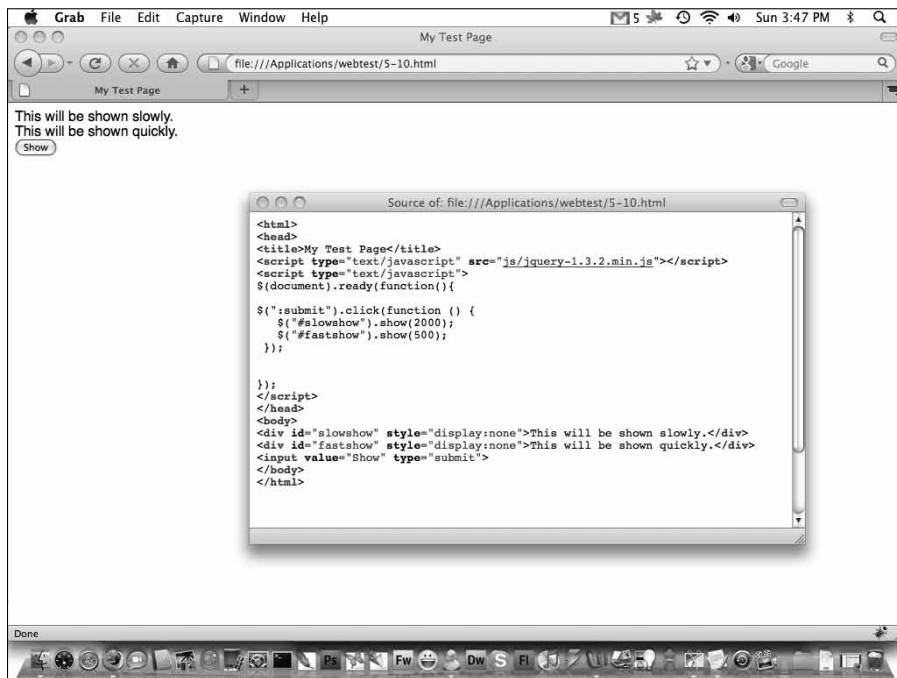 Grab File Edit Capture Window Help 5 Sun 3:47 PM
My Test Page
file:///Applications/webtest/5-10.html Google
My Test Page +
This will be shown slowly.
This will be shown quickly.
Show
Source of: file:///Applications/webtest/5-10.html
<html>
<head>
<title>My Test Page</title>
<script type="text/javascript" src="js/jquery-1.3.2.min.js"></script>
<script type="text/javascript">
$(document).ready(function(){
$(":submit").click(function () {
$("#slowshow").show(2000);
$("#fastshow").show(500);
});
});
</script>
</head>
<body>
<div id="slowshow" style="display:none">This will be shown slowly.</div>
<div id="fastshow" style="display:none">This will be shown quickly.</div>
<input value="Show" type="submit">
</body>
</html>
Done
Ps Fw Dw S Fl